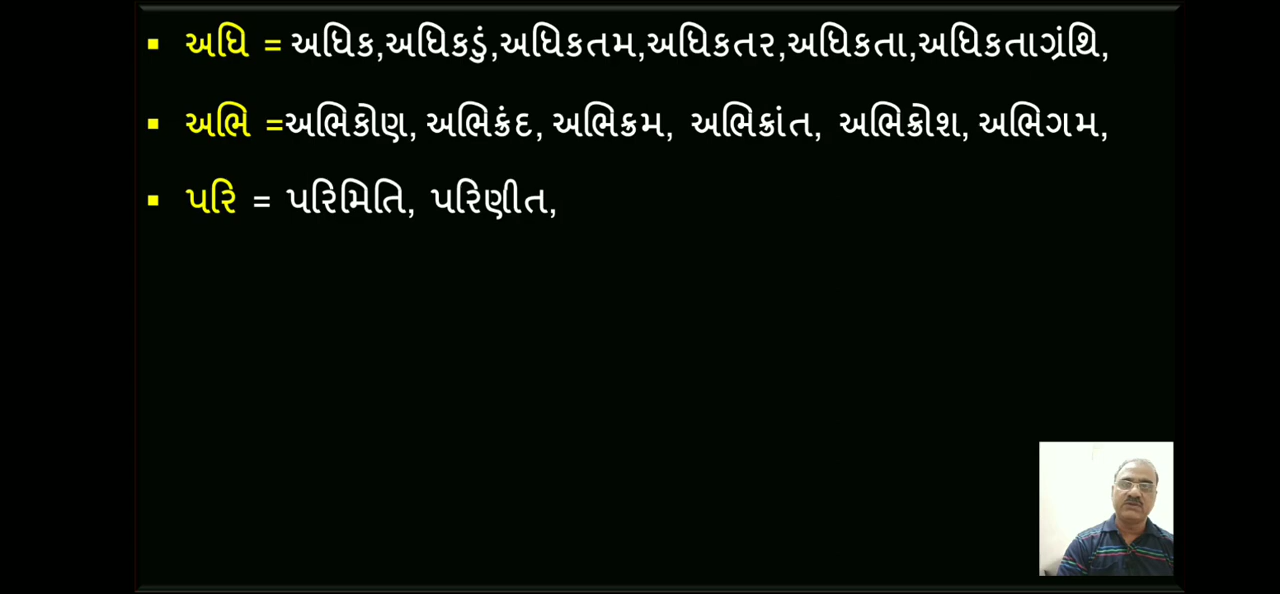 ▪ અધિ = અધિક,અધિકડું,અધિકતમ,અધિકતર,અધિકતા,અધિકતાગ્રંથિ,
▪ અભિ =અભિકોણ, અભિક્રંદ, અભિક્રમ, અભિક્રાંત, અભિક્રોશ, અભિગમ,
▪ પરિ = પરિમિતિ, પરિણીત,